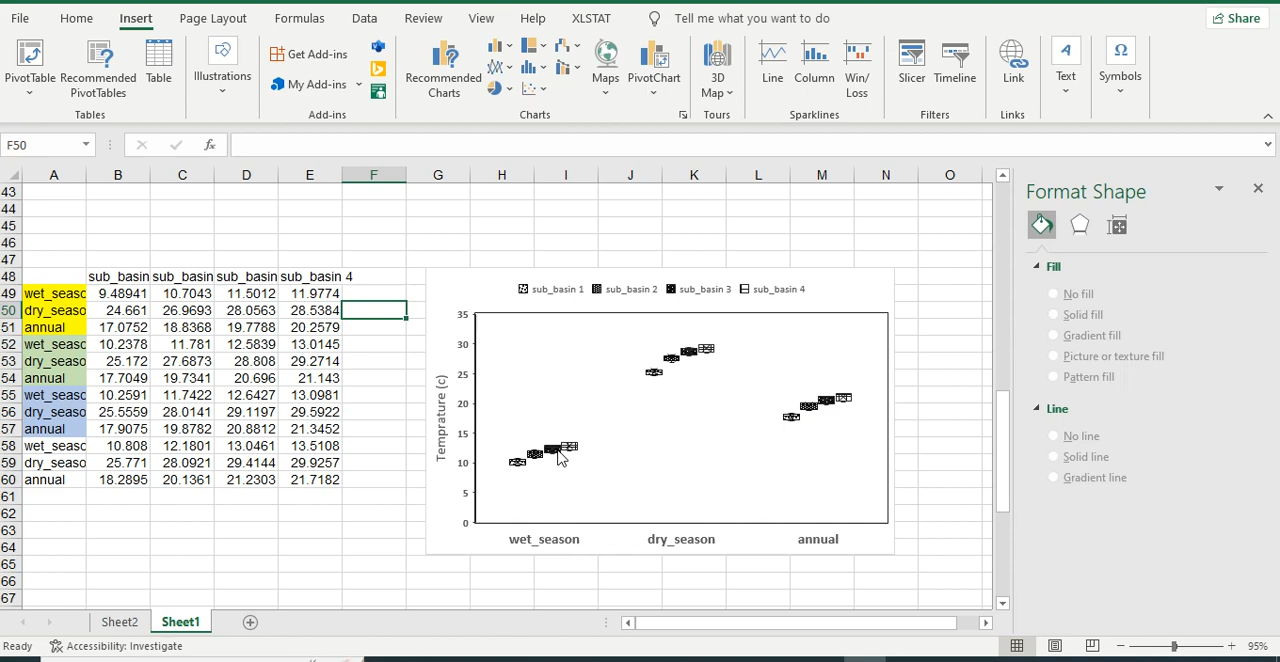 File Home Insert Page Layout Formulas Data Review View Help XLSTAT Tell me what you want to do Share
PivotTable Recommended PivotTables Table Illustrations Get Add-ins My Add-ins Recommended Charts Maps PivotChart 3D Map Line Column Win/ Loss Slicer Timeline Link Text Symbols
Tables Add-ins Charts Tours Sparklines Filters Links
F50 fx
A B C D E F G H I J K L M N O
43
44
45
46
47
48 sub_basin sub_basin sub_basin sub_basin 4
49 wet_seaso 9.48941 10.7043 11.5012 11.9774
50 dry_seaso 24.661 26.9693 28.0563 28.5384
51 annual 17.0752 18.8368 19.7788 20.2579
52 wet_seaso 10.2378 11.781 12.5839 13.0145
53 dry_seaso 25.172 27.6873 28.808 29.2714
54 annual 17.7049 19.7341 20.696 21.143
55 wet_seaso 10.2591 11.7422 12.6427 13.0981
56 dry_seaso 25.5559 28.0141 29.1197 29.5922
57 annual 17.9075 19.8782 20.8812 21.3452
58 wet_seaso 10.808 12.1801 13.0461 13.5108
59 dry_seaso 25.771 28.0921 29.4144 29.9257
60 annual 18.2895 20.1361 21.2303 21.7182
61
62
63
64
65
66
67
sub_basin 1 sub_basin 2 sub_basin 3 sub_basin 4
35
30
25
20
15
10
5
0
Temprature (c)
wet_season dry_season annual
Format Shape
Fill
No fill
Solid fill
Gradient fill
Picture or texture fill
Pattern fill
Line
No line
Solid line
Gradient line
Sheet2 Sheet1
Ready Accessibility: Investigate 95%